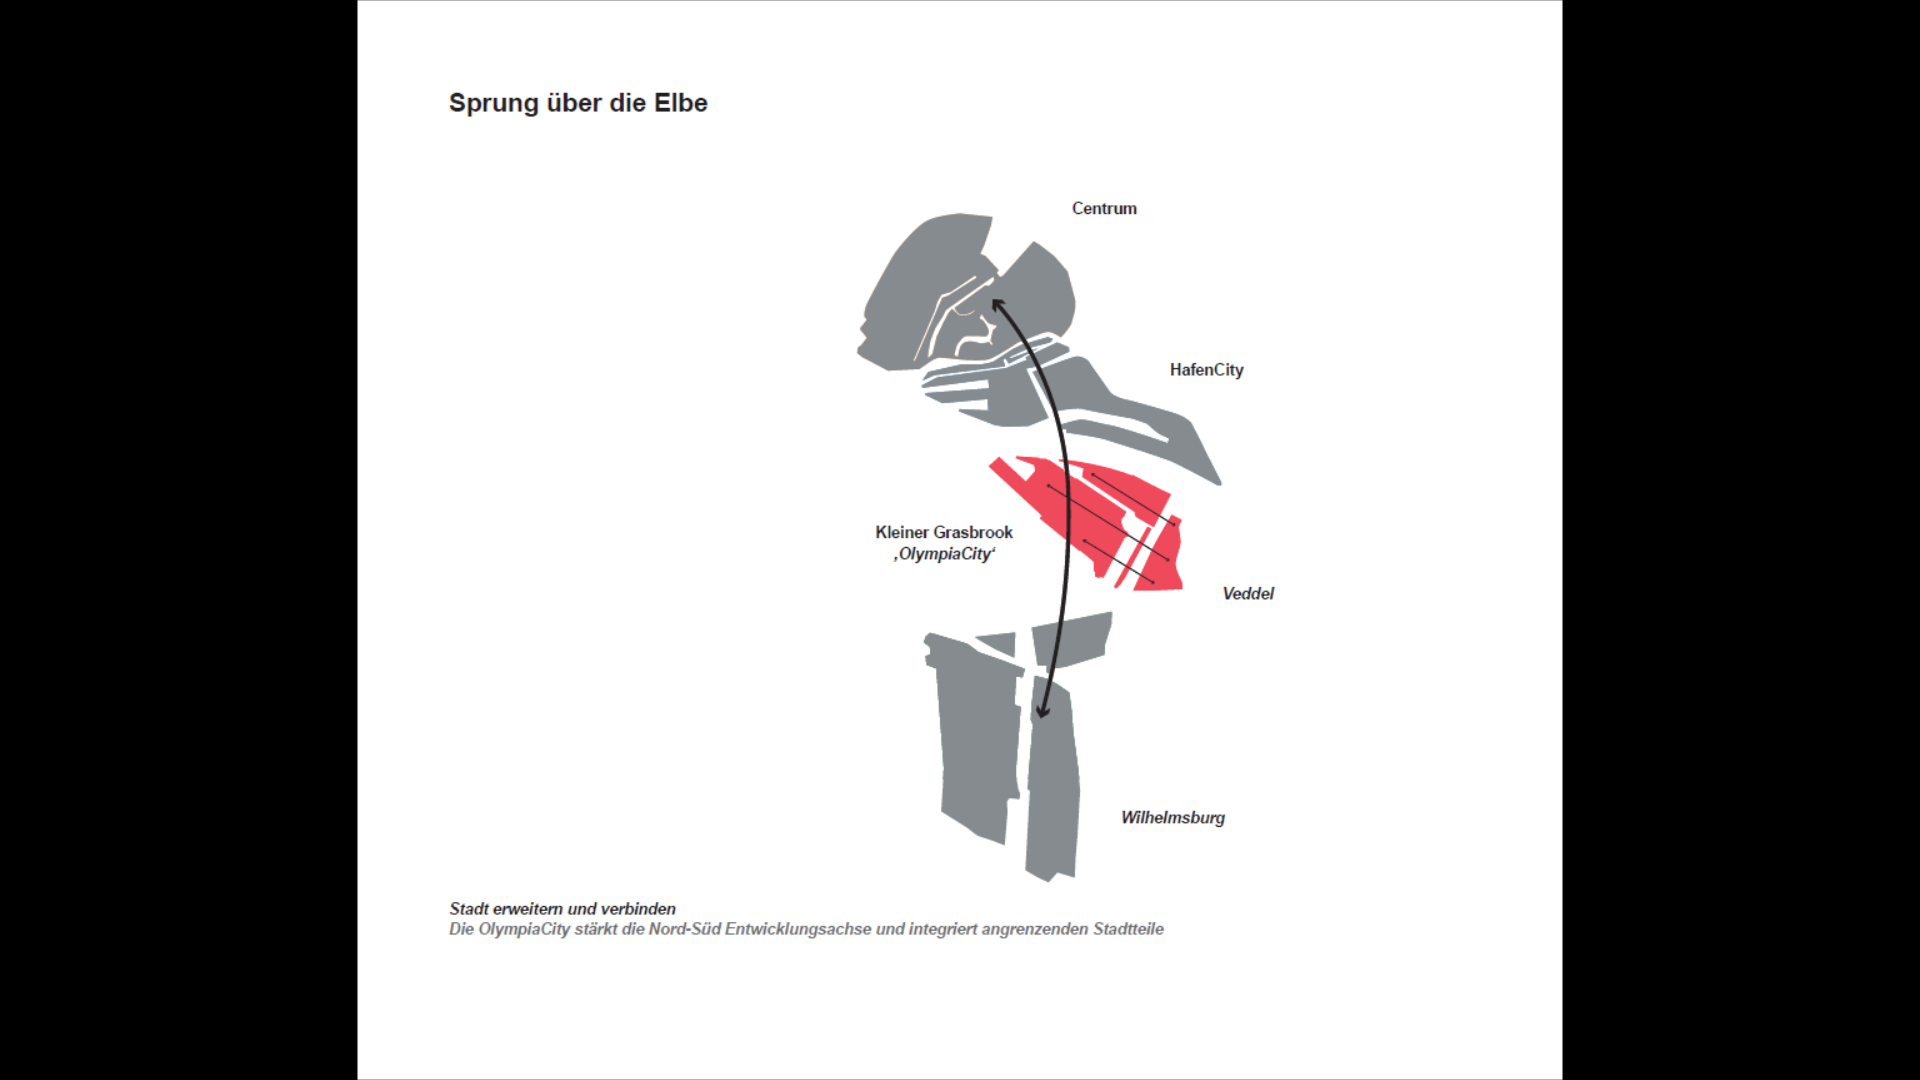 Sprung über die Elbe
Centrum
HafenCity
Kleiner Grasbrook
‚OlympiaCity‘
Veddel
Wilhelmsburg
Stadt erweitern und verbinden
Die OlympiaCity stärkt die Nord-Süd Entwicklungsachse und integriert angrenzenden Stadtteile